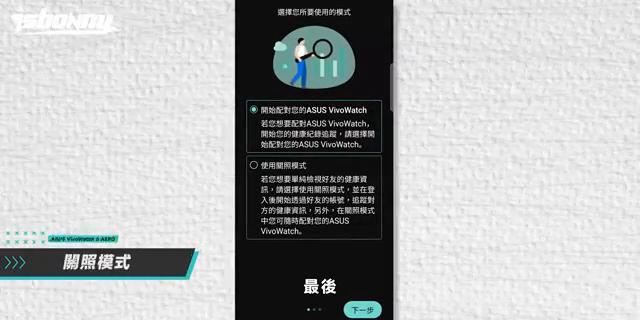 ISBONNY
選擇您所要使用的模式
開始配對您的ASUS VivoWatch
若您想要配對ASUS VivoWatch，
開始您的健康紀錄追蹤，請選擇開
始配對您的ASUS VivoWatch。
使用關照模式
若您想要單純檢視好友的健康資
訊，請選擇使用關照模式，並在登
入後開始透過好友的帳號，追蹤對
方的健康資訊，另外，在關照模式
中您可隨時配對您的ASUS
VivoWatch。
ASUS VivoWatch 6 AERO
關照模式
最後
下一步